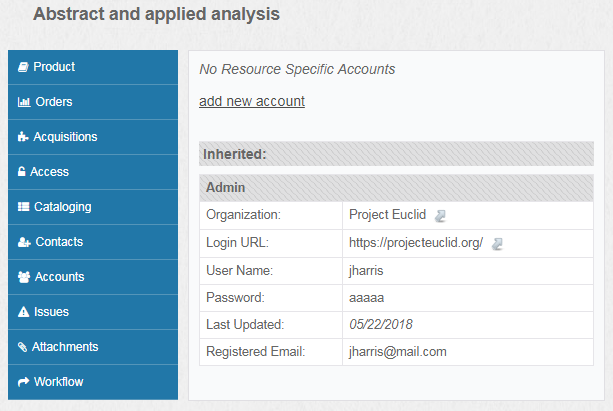 Abstract and applied analysis
Product
Orders
Acquisitions
Access
Cataloging
Contacts
Accounts
Issues
Attachments
Workflow
No Resource Specific Accounts
add new account
Inherited:
Admin
Organization: Project Euclid
Login URL: https://projecteuclid.org/
User Name: jharris
Password: aaaaa
Last Updated: 05/22/2018
Registered Email: jharris@mail.com